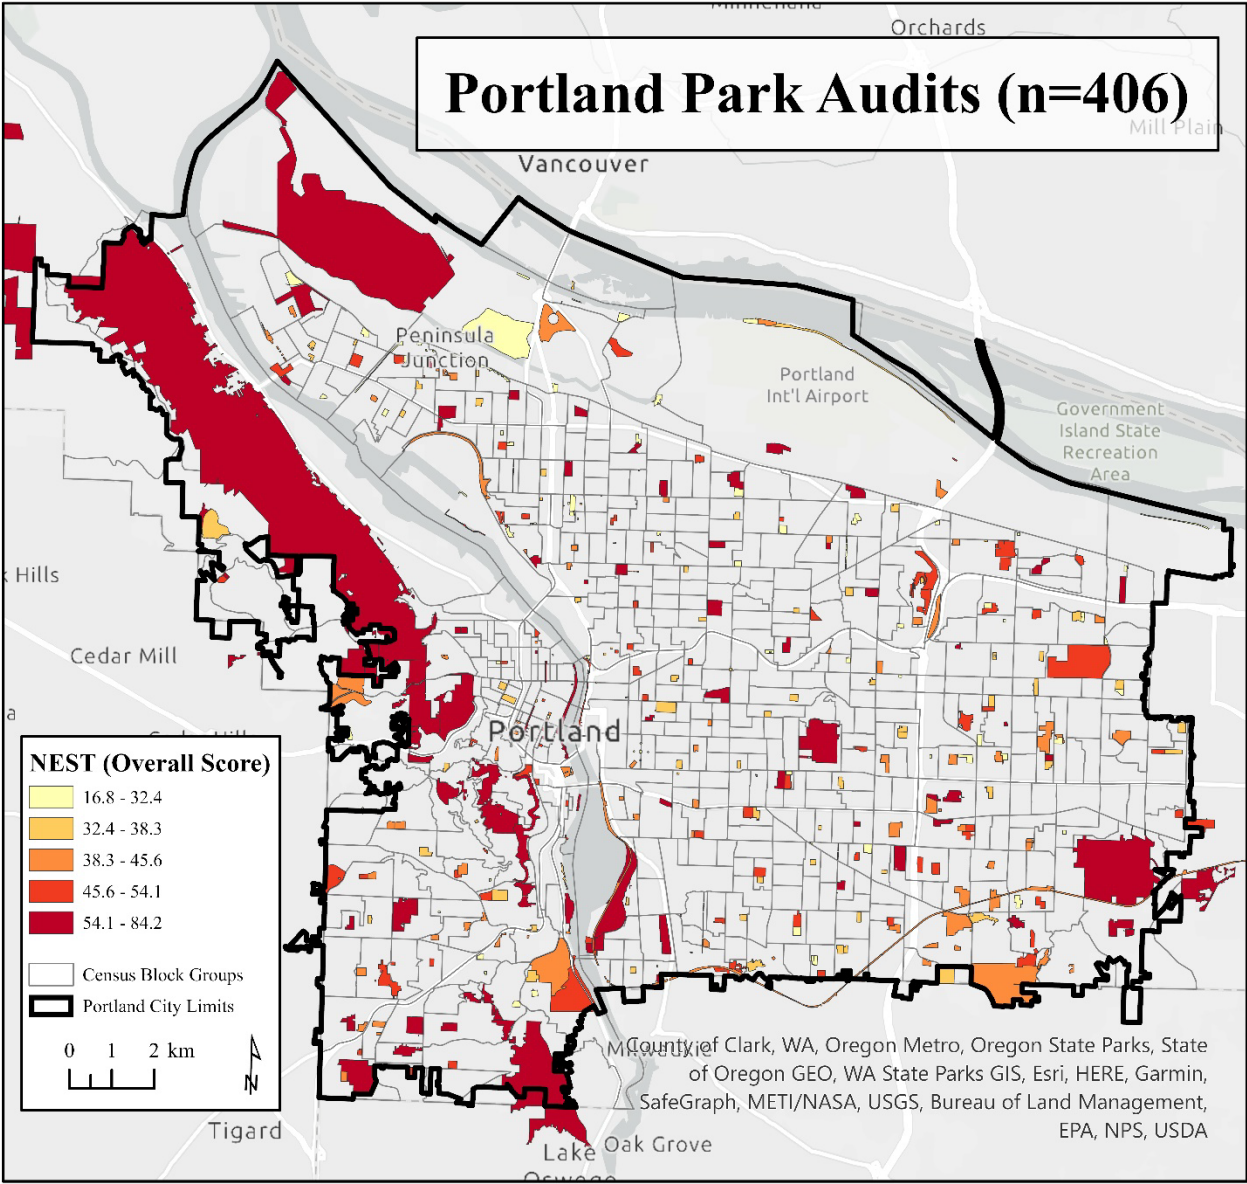 Orchards
Portland Park Audits (n=406)
Mill Plain
Vancouver
Peninsula
Junction
Portland
Int'l Airport
Government
Island State
Recreation
Area
Hills
Cedar Mill
a
Portland
NEST (Overall Score)
16.8 - 32.4
32.4 - 38.3
38.3 - 45.6
45.6 - 54.1
54.1 - 84.2
Census Block Groups
Portland City Limits
0 1 2 km
N
Milwaukie
County of Clark, WA, Oregon Metro, Oregon State Parks, State
of Oregon GEO, WA State Parks GIS, Esri, HERE, Garmin,
SafeGraph, METI/NASA, USGS, Bureau of Land Management,
EPA, NPS, USDA
Tigard
Lake
Oswego
Oak Grove